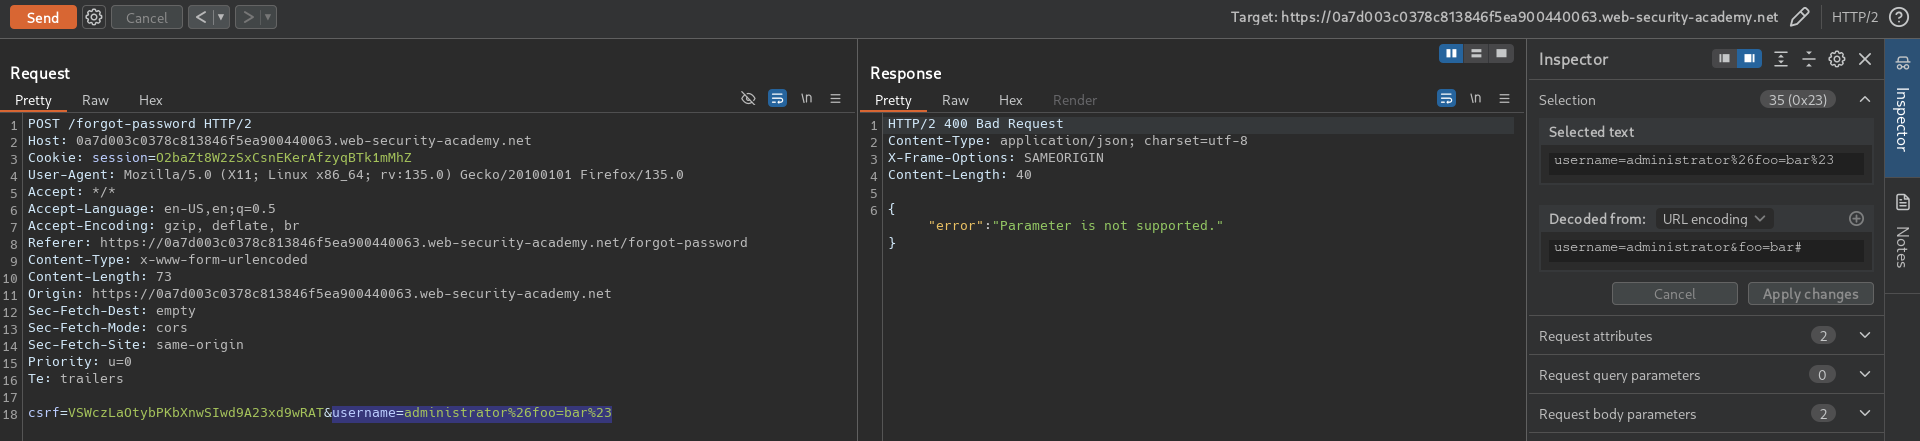 Send Cancel < > Target: https://0a7d003c0378c813846f5ea900440063.web-security-academy.net HTTP/2 ?
Request
Pretty Raw Hex \n
1 POST /forgot-password HTTP/2
2 Host: 0a7d003c0378c813846f5ea900440063.web-security-academy.net
3 Cookie: session=O2baZt8W2zSxCsnEKerAfzyqBTk1mMhZ
4 User-Agent: Mozilla/5.0 (X11; Linux x86_64; rv:135.0) Gecko/20100101 Firefox/135.0
5 Accept: */*
6 Accept-Language: en-US,en;q=0.5
7 Accept-Encoding: gzip, deflate, br
8 Referer: https://0a7d003c0378c813846f5ea900440063.web-security-academy.net/forgot-password
9 Content-Type: x-www-form-urlencoded
10 Content-Length: 73
11 Origin: https://0a7d003c0378c813846f5ea900440063.web-security-academy.net
12 Sec-Fetch-Dest: empty
13 Sec-Fetch-Mode: cors
14 Sec-Fetch-Site: same-origin
15 Priority: u=0
16 Te: trailers
17
18 csrf=VSWczLaOtybPKbXnwSIwd9A23xd9wRAT&username=administrator%26foo=bar%23
Response
Pretty Raw Hex Render \n
1 HTTP/2 400 Bad Request
2 Content-Type: application/json; charset=utf-8
3 X-Frame-Options: SAMEORIGIN
4 Content-Length: 40
5
6 {
"error":"Parameter is not supported."
}
Inspector
Selection 35 (0x23)
Selected text
username=administrator%26foo=bar%23
Decoded from: URL encoding
username=administrator&foo=bar#
Cancel Apply changes
Request attributes 2
Request query parameters 0
Request body parameters 2
Inspector
Notes